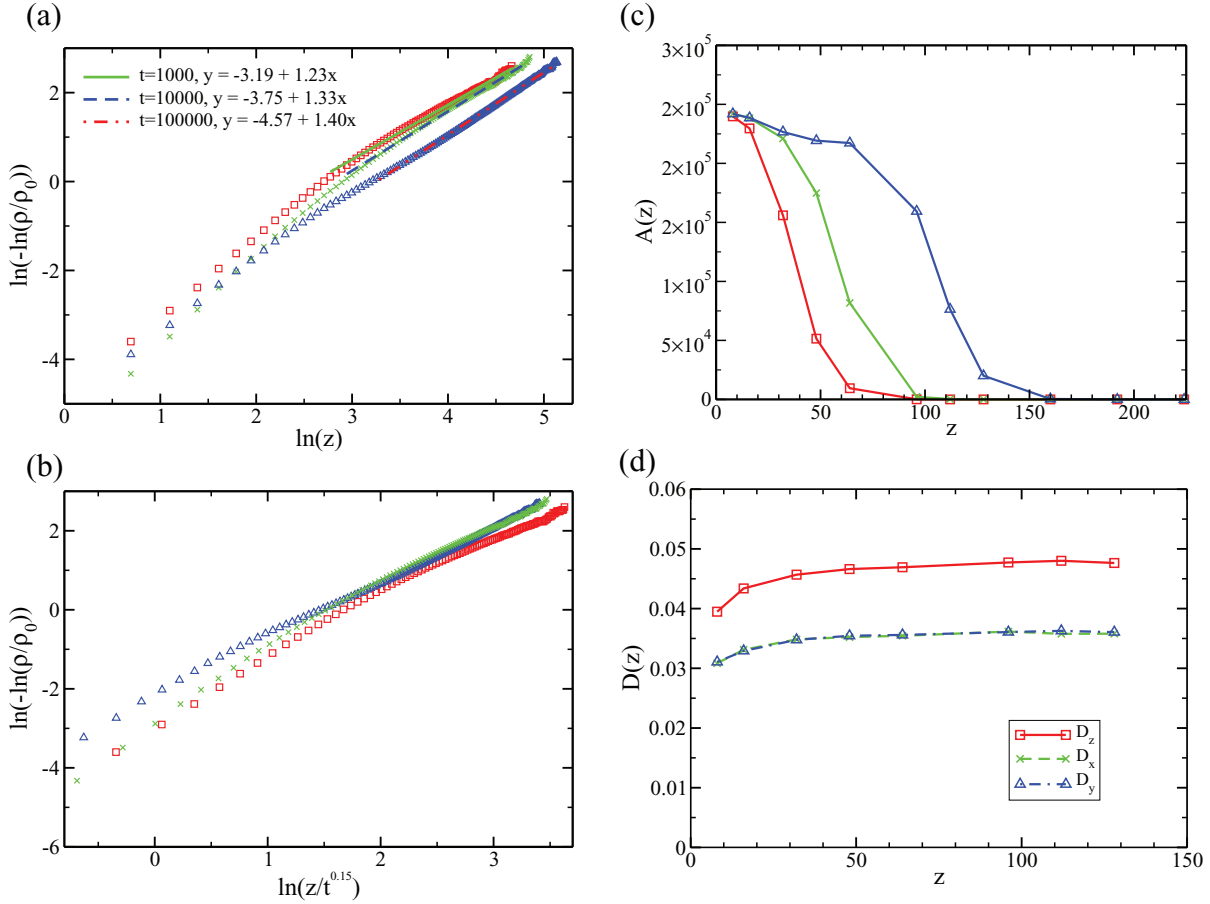 (a)
ln(-ln(ρ/ρ0))
2
0
-2
-4
t=1000, y = -3.19 + 1.23x
t=10000, y = -3.75 + 1.33x
t=100000, y = -4.57 + 1.40x
0 1 2 3 4 5
ln(z)
(b)
ln(-ln(ρ/ρ0))
2
0
-2
-4
-6
0 1 2 3
ln(z/t^0.15)
(c)
A(z)
3×10^5
2×10^5
2×10^5
2×10^5
1×10^5
5×10^4
0
0 50 100 150 200
z
(d)
D(z)
0.06
0.05
0.04
0.03
0.02
0.01
0
D_z
D_x
D_y
0 50 100 150
z